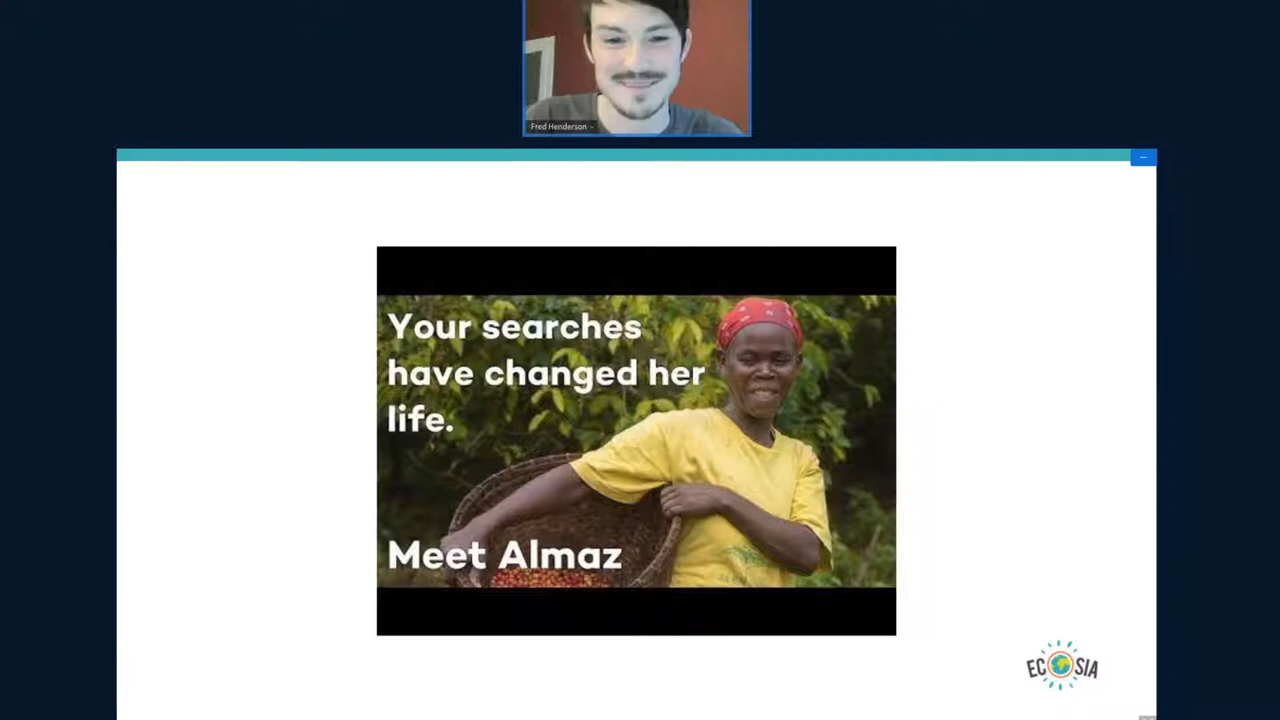 Fred Henderson
Your searches
have changed her
life.
Meet Almaz
ECOSIA